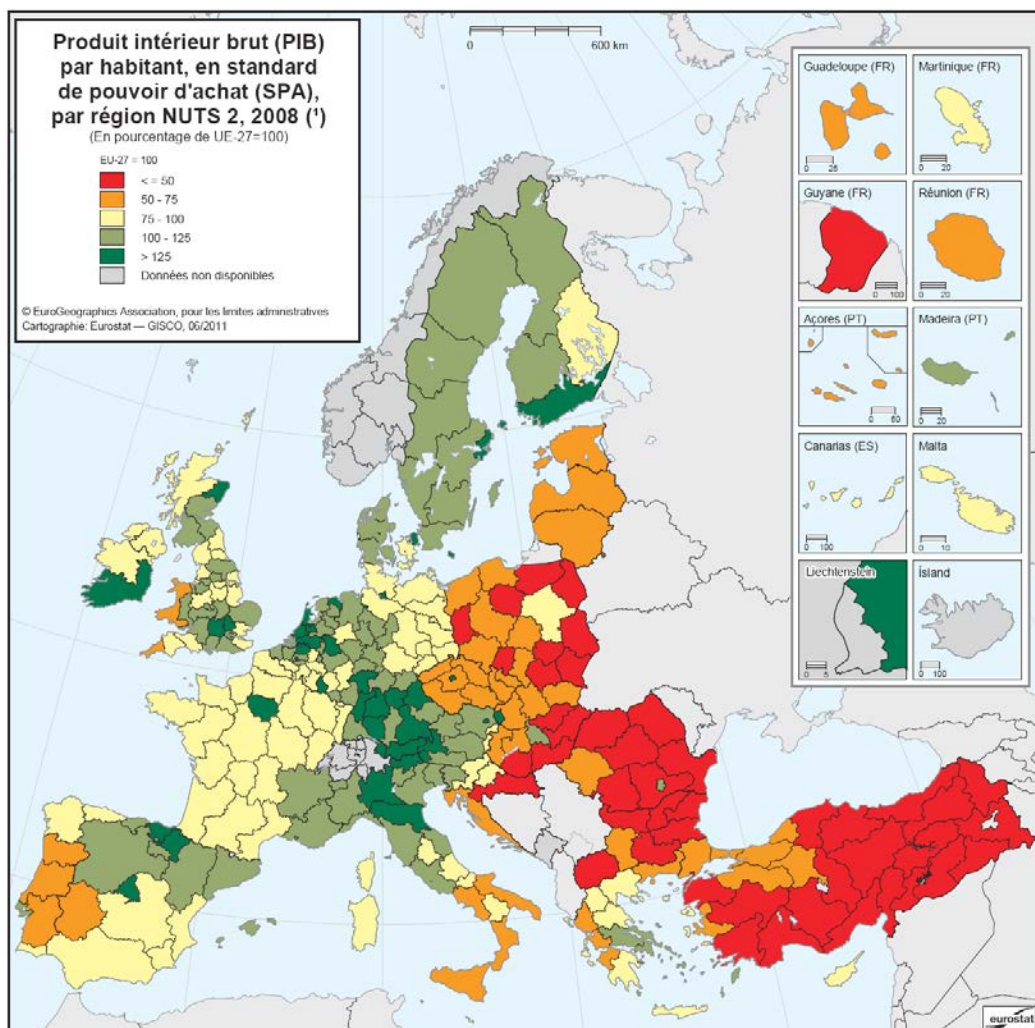 Produit intérieur brut (PIB)
par habitant, en standard
de pouvoir d'achat (SPA),
par région NUTS 2, 2008 (¹)
(En pourcentage de UE-27=100)
EU-27 = 100
< = 50
50 - 75
75 - 100
100 - 125
> 125
Données non disponibles
© EuroGeographics Association, pour les limites administratives
Cartographie: Eurostat — GISCO, 06/2011
0 600 km
Guadeloupe (FR)
0 25
Martinique (FR)
0 20
Guyane (FR)
0 100
Réunion (FR)
0 20
Açores (PT)
0 50
Madeira (PT)
0 20
Canarias (ES)
0 100
Malta
0 10
Liechtenstein
0 5
Ísland
0 100
eurostat